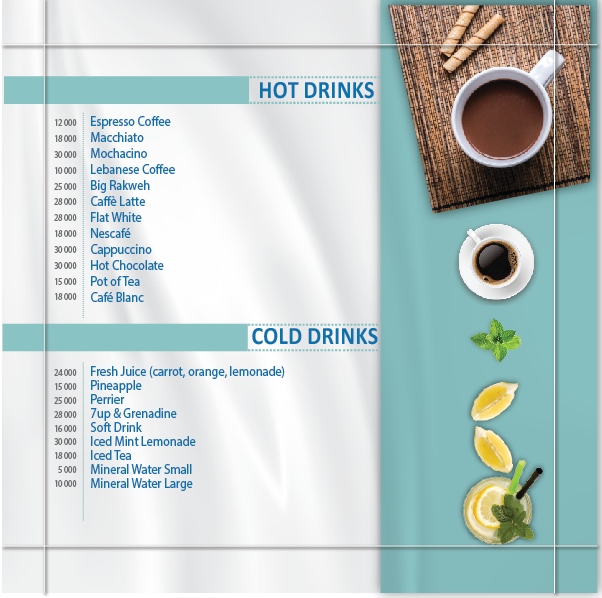 HOT DRINKS
12 000 Espresso Coffee
18 000 Macchiato
30 000 Mochacino
10 000 Lebanese Coffee
25 000 Big Rakweh
28 000 Caffè Latte
28 000 Flat White
18 000 Nescafé
30 000 Cappuccino
30 000 Hot Chocolate
15 000 Pot of Tea
18 000 Café Blanc
COLD DRINKS
24 000 Fresh Juice (carrot, orange, lemonade)
15 000 Pineapple
25 000 Perrier
28 000 7up & Grenadine
16 000 Soft Drink
30 000 Iced Mint Lemonade
18 000 Iced Tea
5 000 Mineral Water Small
10 000 Mineral Water Large